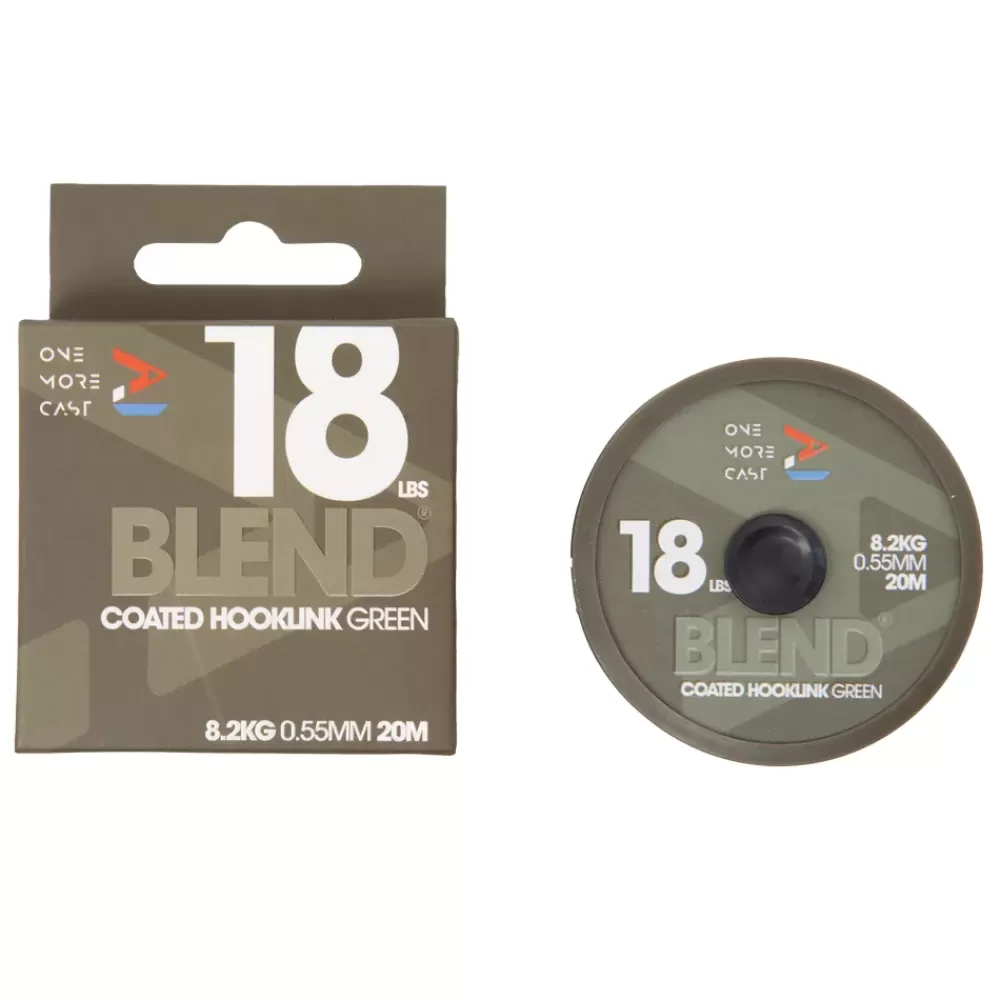 ONE
MORE
CAST
18
LBS
BLEND®
COATED HOOKLINK GREEN
8.2KG 0.55MM 20M
ONE
MORE
CAST
18
LBS
8.2KG
0.55MM
20M
BLEND®
COATED HOOKLINK GREEN